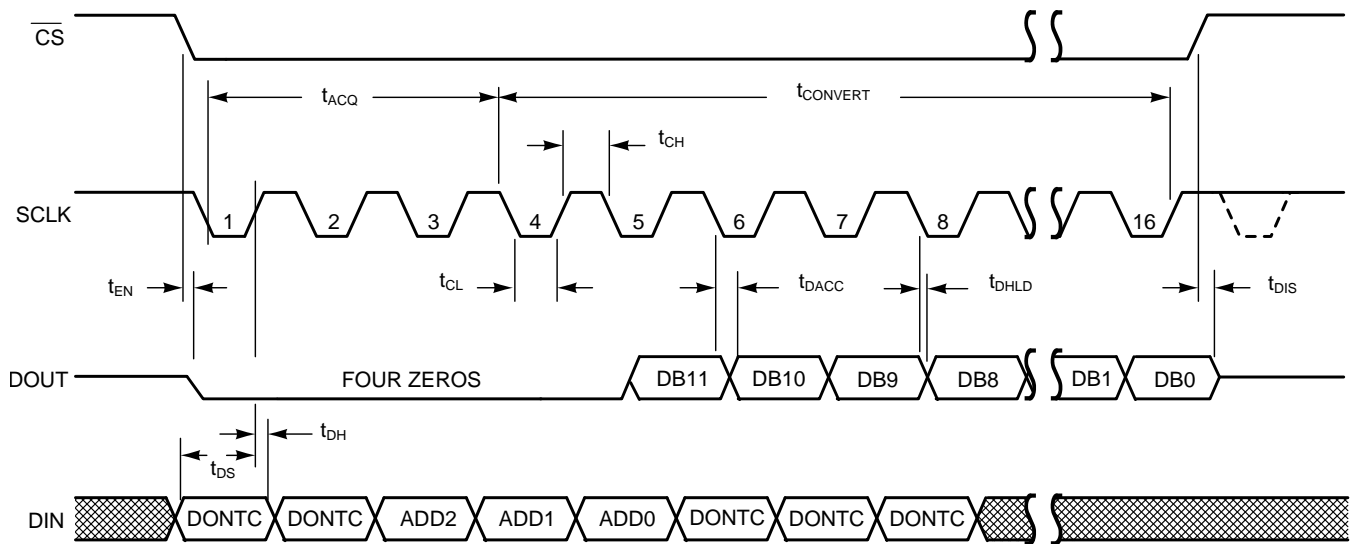 CS
tACQ
tCONVERT
tCH
SCLK
1 2 3 4 5 6 7 8 16
tEN
tCL
tDACC
tDHLD
tDIS
DOUT
FOUR ZEROS
DB11 DB10 DB9 DB8 DB1 DB0
tDH
tDS
DIN
DONTC DONTC ADD2 ADD1 ADD0 DONTC DONTC DONTC